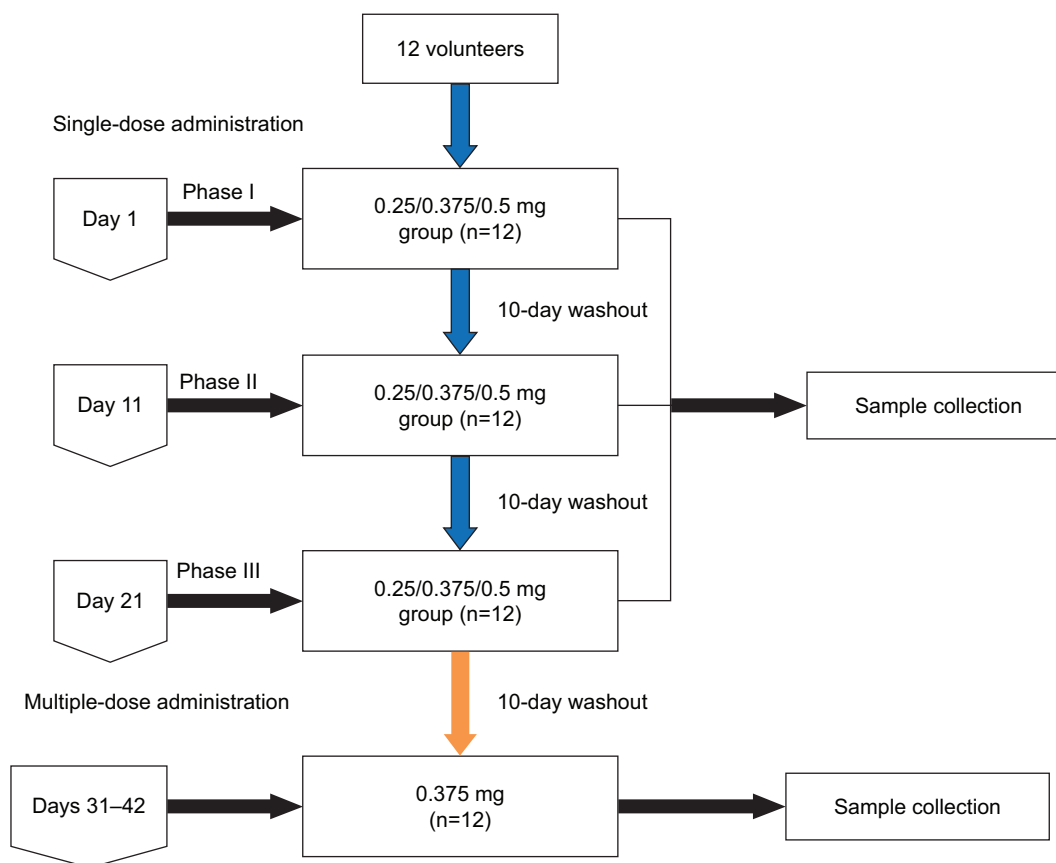 12 volunteers
Single-dose administration
Phase I
Day 1
0.25/0.375/0.5 mg
group (n=12)
10-day washout
Phase II
Day 11
0.25/0.375/0.5 mg
group (n=12)
Sample collection
10-day washout
Phase III
Day 21
0.25/0.375/0.5 mg
group (n=12)
Multiple-dose administration
10-day washout
Days 31–42
0.375 mg
(n=12)
Sample collection